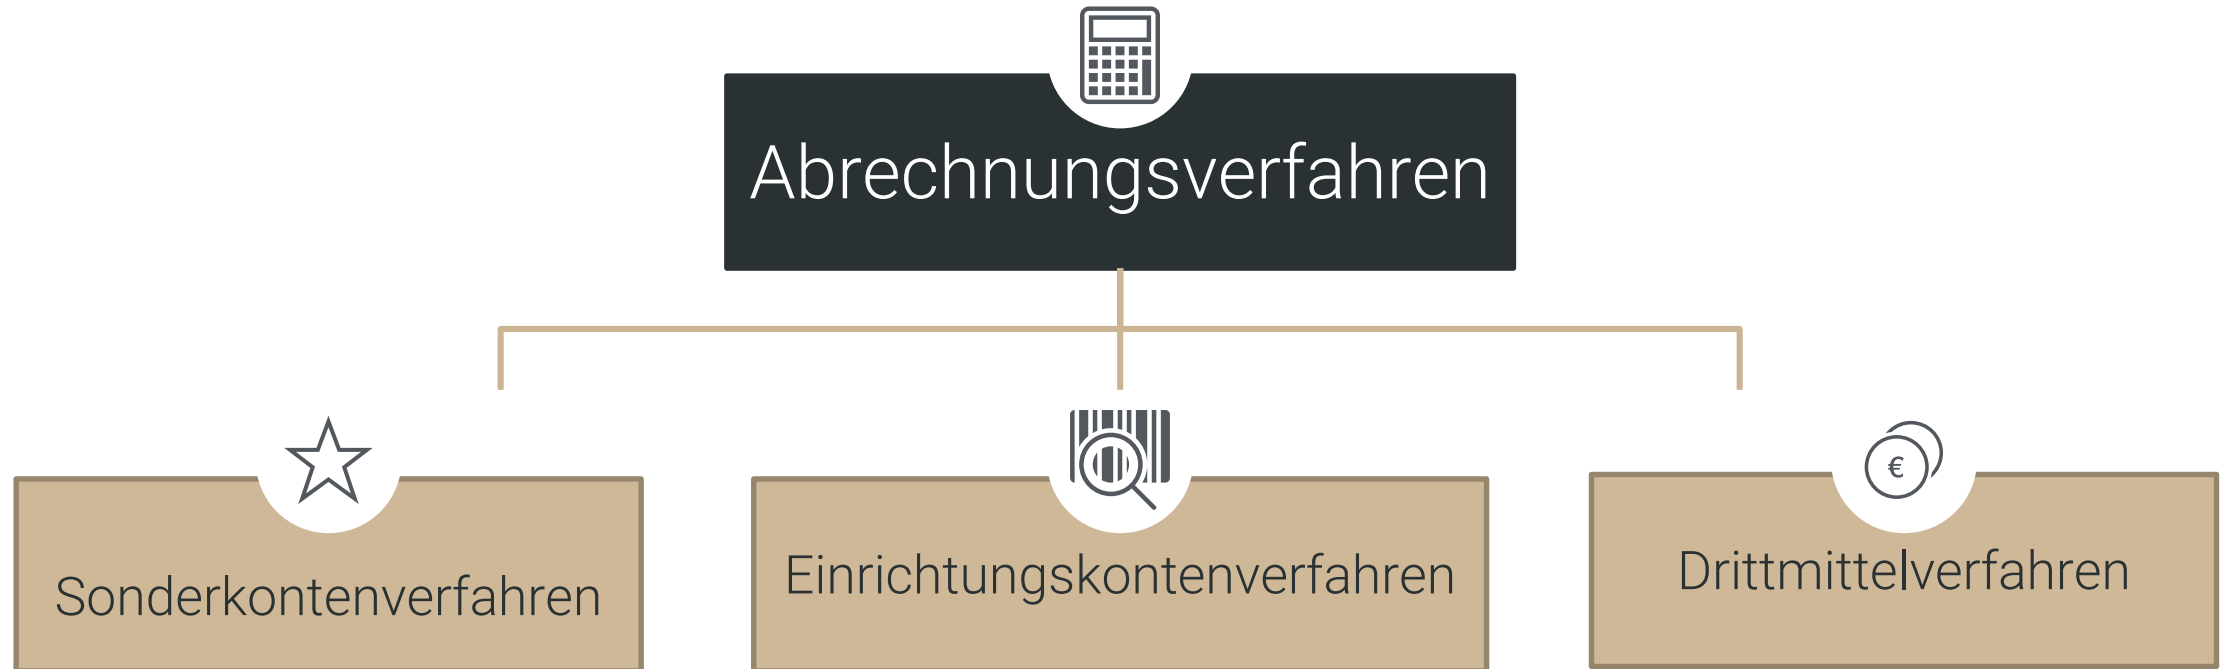 Abrechnungsverfahren
Sonderkontenverfahren
Einrichtungskontenverfahren
Drittmittelverfahren
€